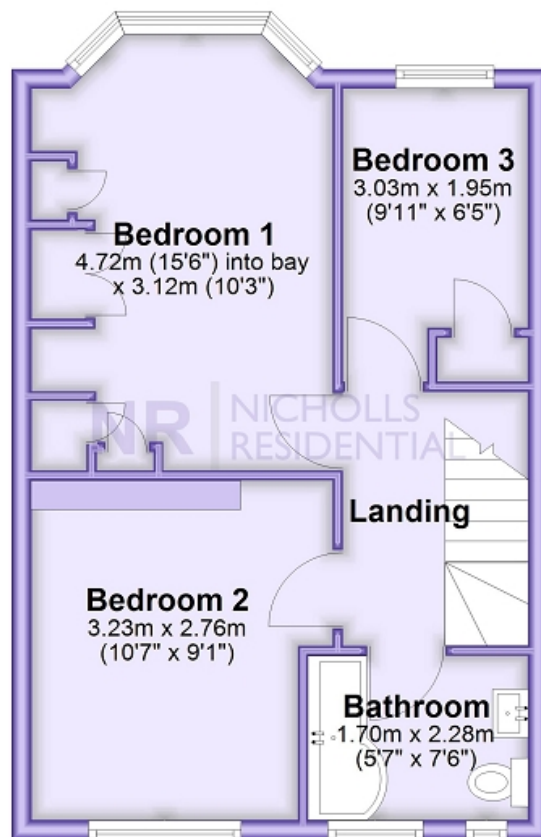 Bedroom 3
3.03m x 1.95m
(9'11" x 6'5")
Bedroom 1
4.72m (15'6") into bay
x 3.12m (10'3")
NR NICHOLLS
RESIDENTIAL
Landing
Bedroom 2
3.23m x 2.76m
(10'7" x 9'1")
Bathroom
1.70m x 2.28m
(5'7" x 7'6")